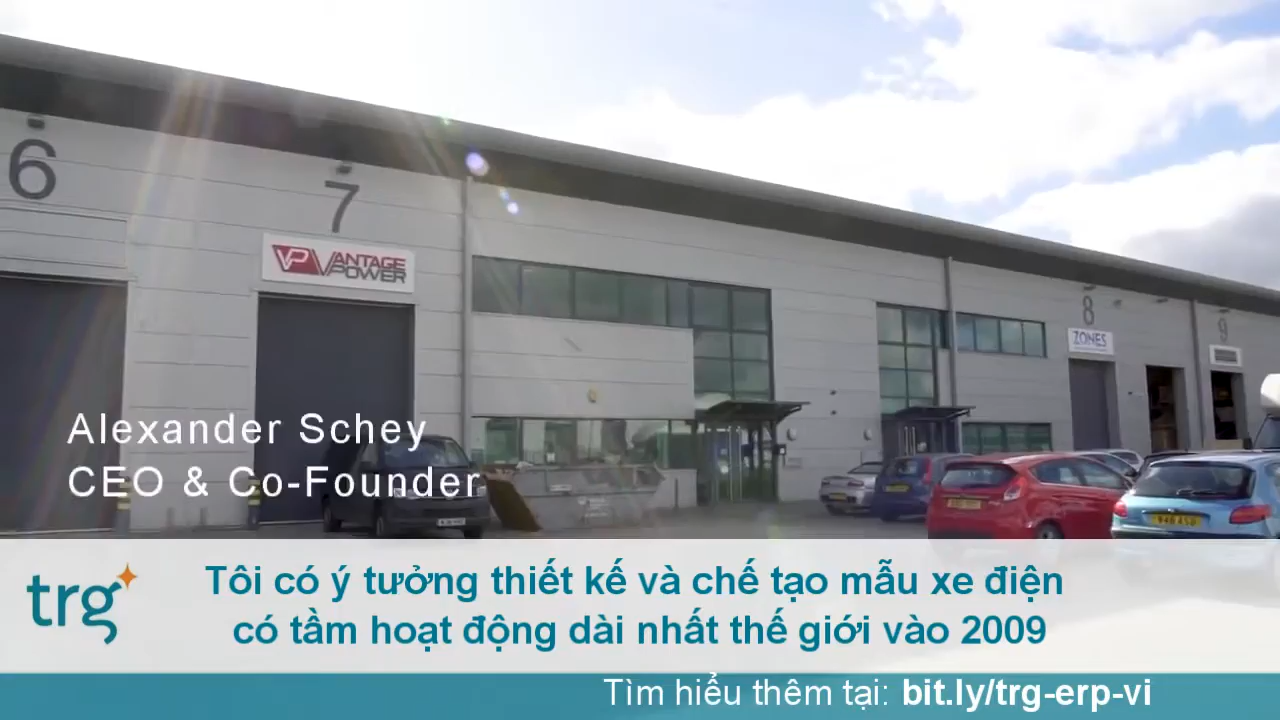 6
7
VP VANTAGE
POWER
8
ZONES
9
Alexander Schey
CEO & Co-Founder
trg
Tôi có ý tưởng thiết kế và chế tạo mẫu xe điện
có tầm hoạt động dài nhất thế giới vào 2009
Tìm hiểu thêm tại: bit.ly/trg-erp-vi